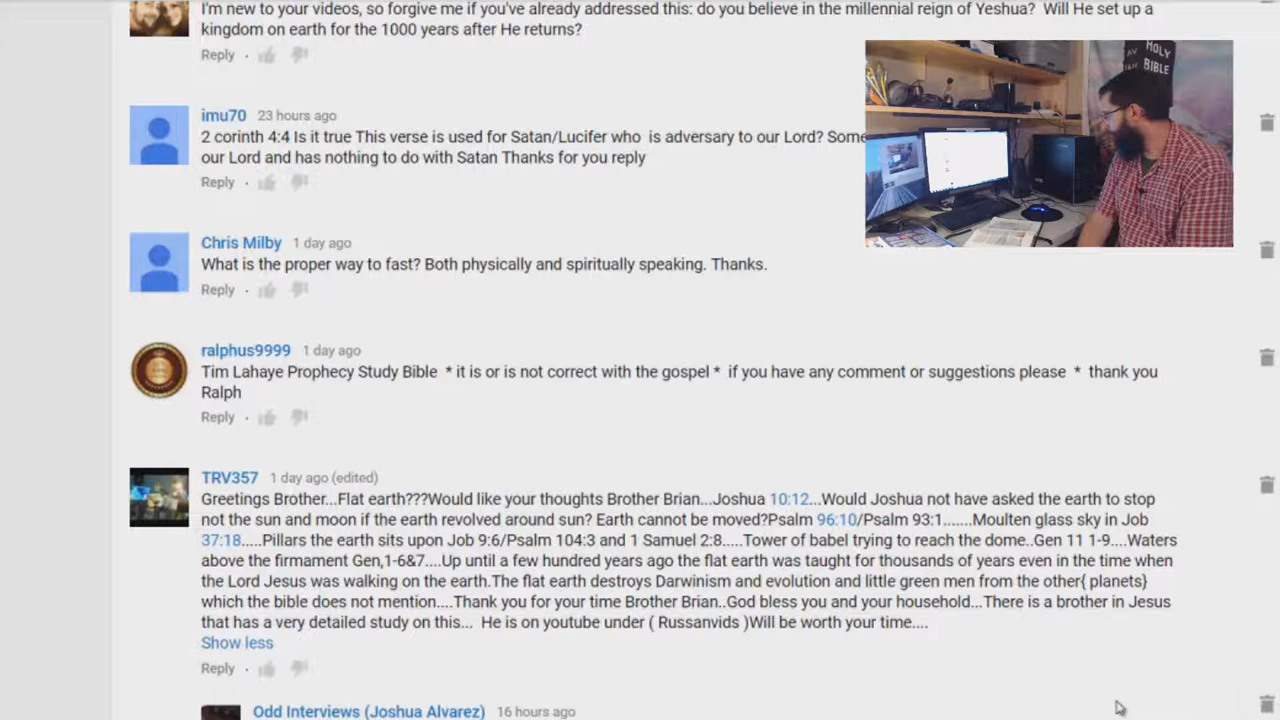 I'm new to your videos, so forgive me if you've already addressed this: do you believe in the millennial reign of Yeshua?  Will He set up a
kingdom on earth for the 1000 years after He returns?
Reply ·
HOLY
BIBLE
AV
imu70 23 hours ago
2 corinth 4:4 Is it true This verse is used for Satan/Lucifer who  is adversary to our Lord? Some
our Lord and has nothing to do with Satan Thanks for you reply
Reply ·
Chris Milby 1 day ago
What is the proper way to fast? Both physically and spiritually speaking. Thanks.
Reply ·
ralphus9999 1 day ago
Tim Lahaye Prophecy Study Bible  * it is or is not correct with the gospel *  if you have any comment or suggestions please  *  thank you
Ralph
Reply ·
TRV357 1 day ago (edited)
Greetings Brother...Flat earth???Would like your thoughts Brother Brian...Joshua 10:12...Would Joshua not have asked the earth to stop
not the sun and moon if the earth revolved around sun? Earth cannot be moved?Psalm 96:10/Psalm 93:1.......Moulten glass sky in Job
37:18.....Pillars the earth sits upon Job 9:6/Psalm 104:3 and 1 Samuel 2:8.....Tower of babel trying to reach the dome..Gen 11 1-9....Waters
above the firmament Gen,1-6&7....Up until a few hundred years ago the flat earth was taught for thousands of years even in the time when
the Lord Jesus was walking on the earth.The flat earth destroys Darwinism and evolution and little green men from the other{ planets}
which the bible does not mention....Thank you for your time Brother Brian..God bless you and your household...There is a brother in Jesus
that has a very detailed study on this...  He is on youtube under ( Russanvids )Will be worth your time....
Show less
Reply ·
Odd Interviews (Joshua Alvarez) 16 hours ago